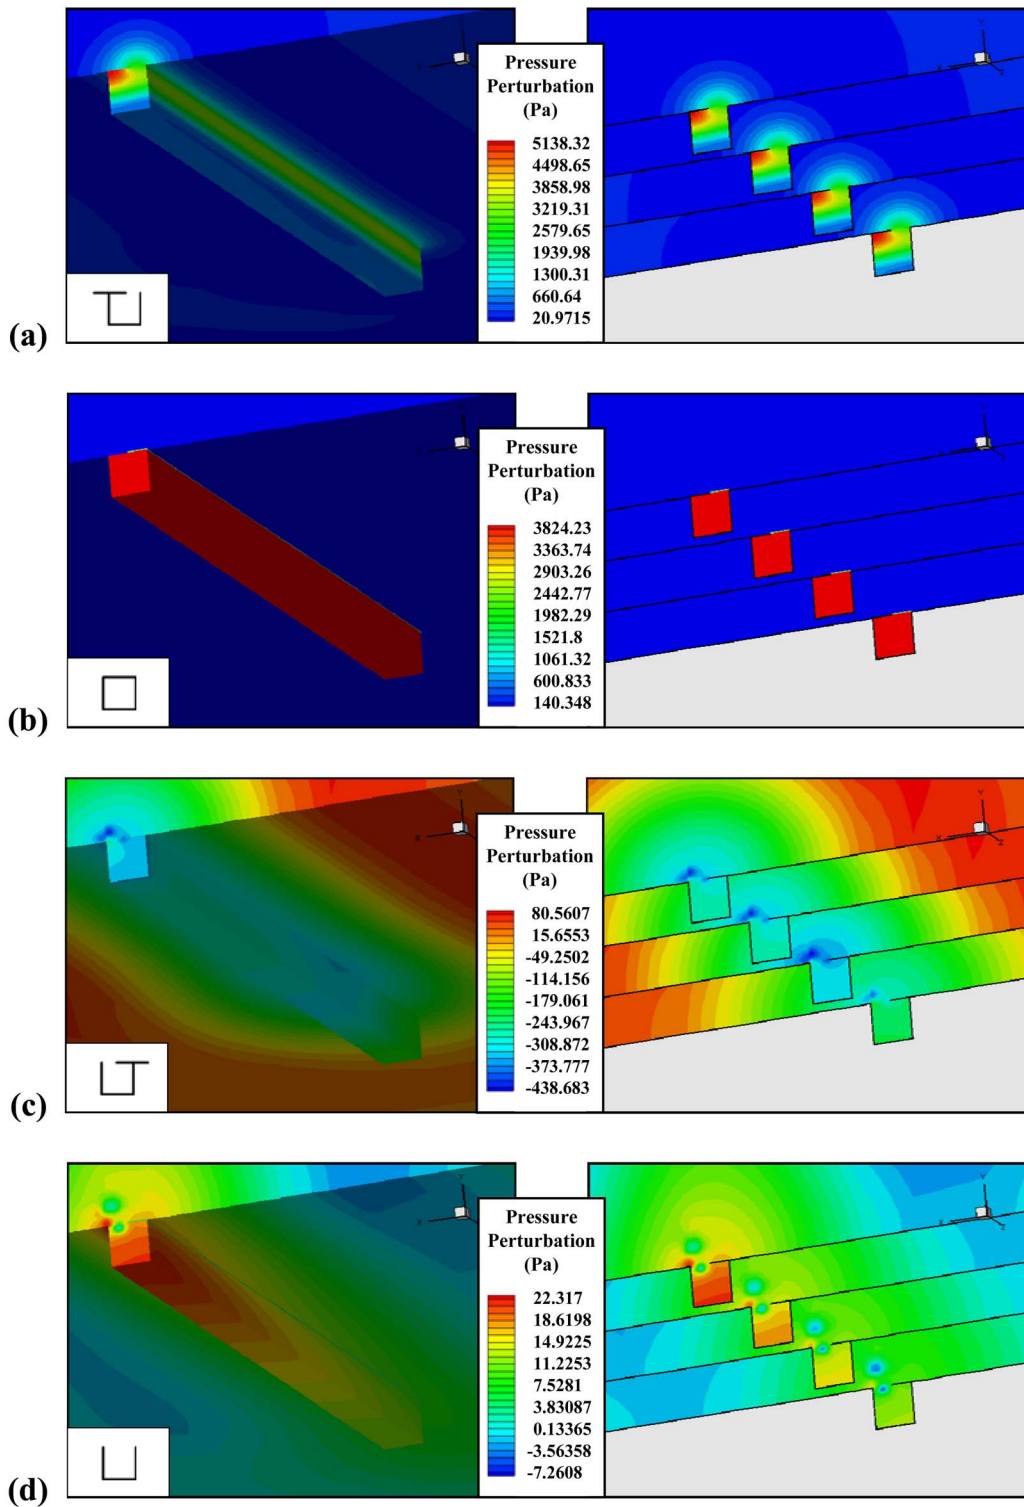 (a)
Pressure
Perturbation
(Pa)
5138.32
4498.65
3858.98
3219.31
2579.65
1939.98
1300.31
660.64
20.9715
(b)
Pressure
Perturbation
(Pa)
3824.23
3363.74
2903.26
2442.77
1982.29
1521.8
1061.32
600.833
140.348
(c)
Pressure
Perturbation
(Pa)
80.5607
15.6553
-49.2502
-114.156
-179.061
-243.967
-308.872
-373.777
-438.683
(d)
Pressure
Perturbation
(Pa)
22.317
18.6198
14.9225
11.2253
7.5281
3.83087
0.13365
-3.56358
-7.2608